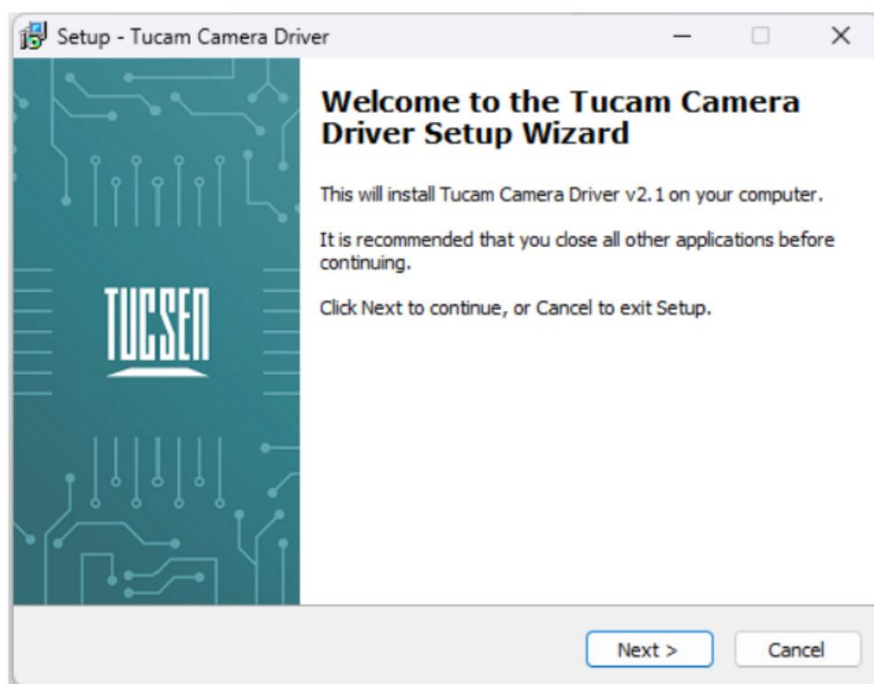 Setup - Tucam Camera Driver
Welcome to the Tucam Camera
Driver Setup Wizard
This will install Tucam Camera Driver v2.1 on your computer.
It is recommended that you close all other applications before
continuing.
Click Next to continue, or Cancel to exit Setup.
TUCSEN
Next >
Cancel